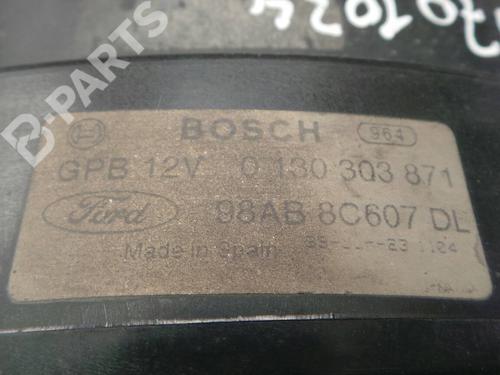 BOSCH 964
GPB 12V 0 130 303 871
Ford 98AB 8C607 DL
Made in Spain
B-PARTS